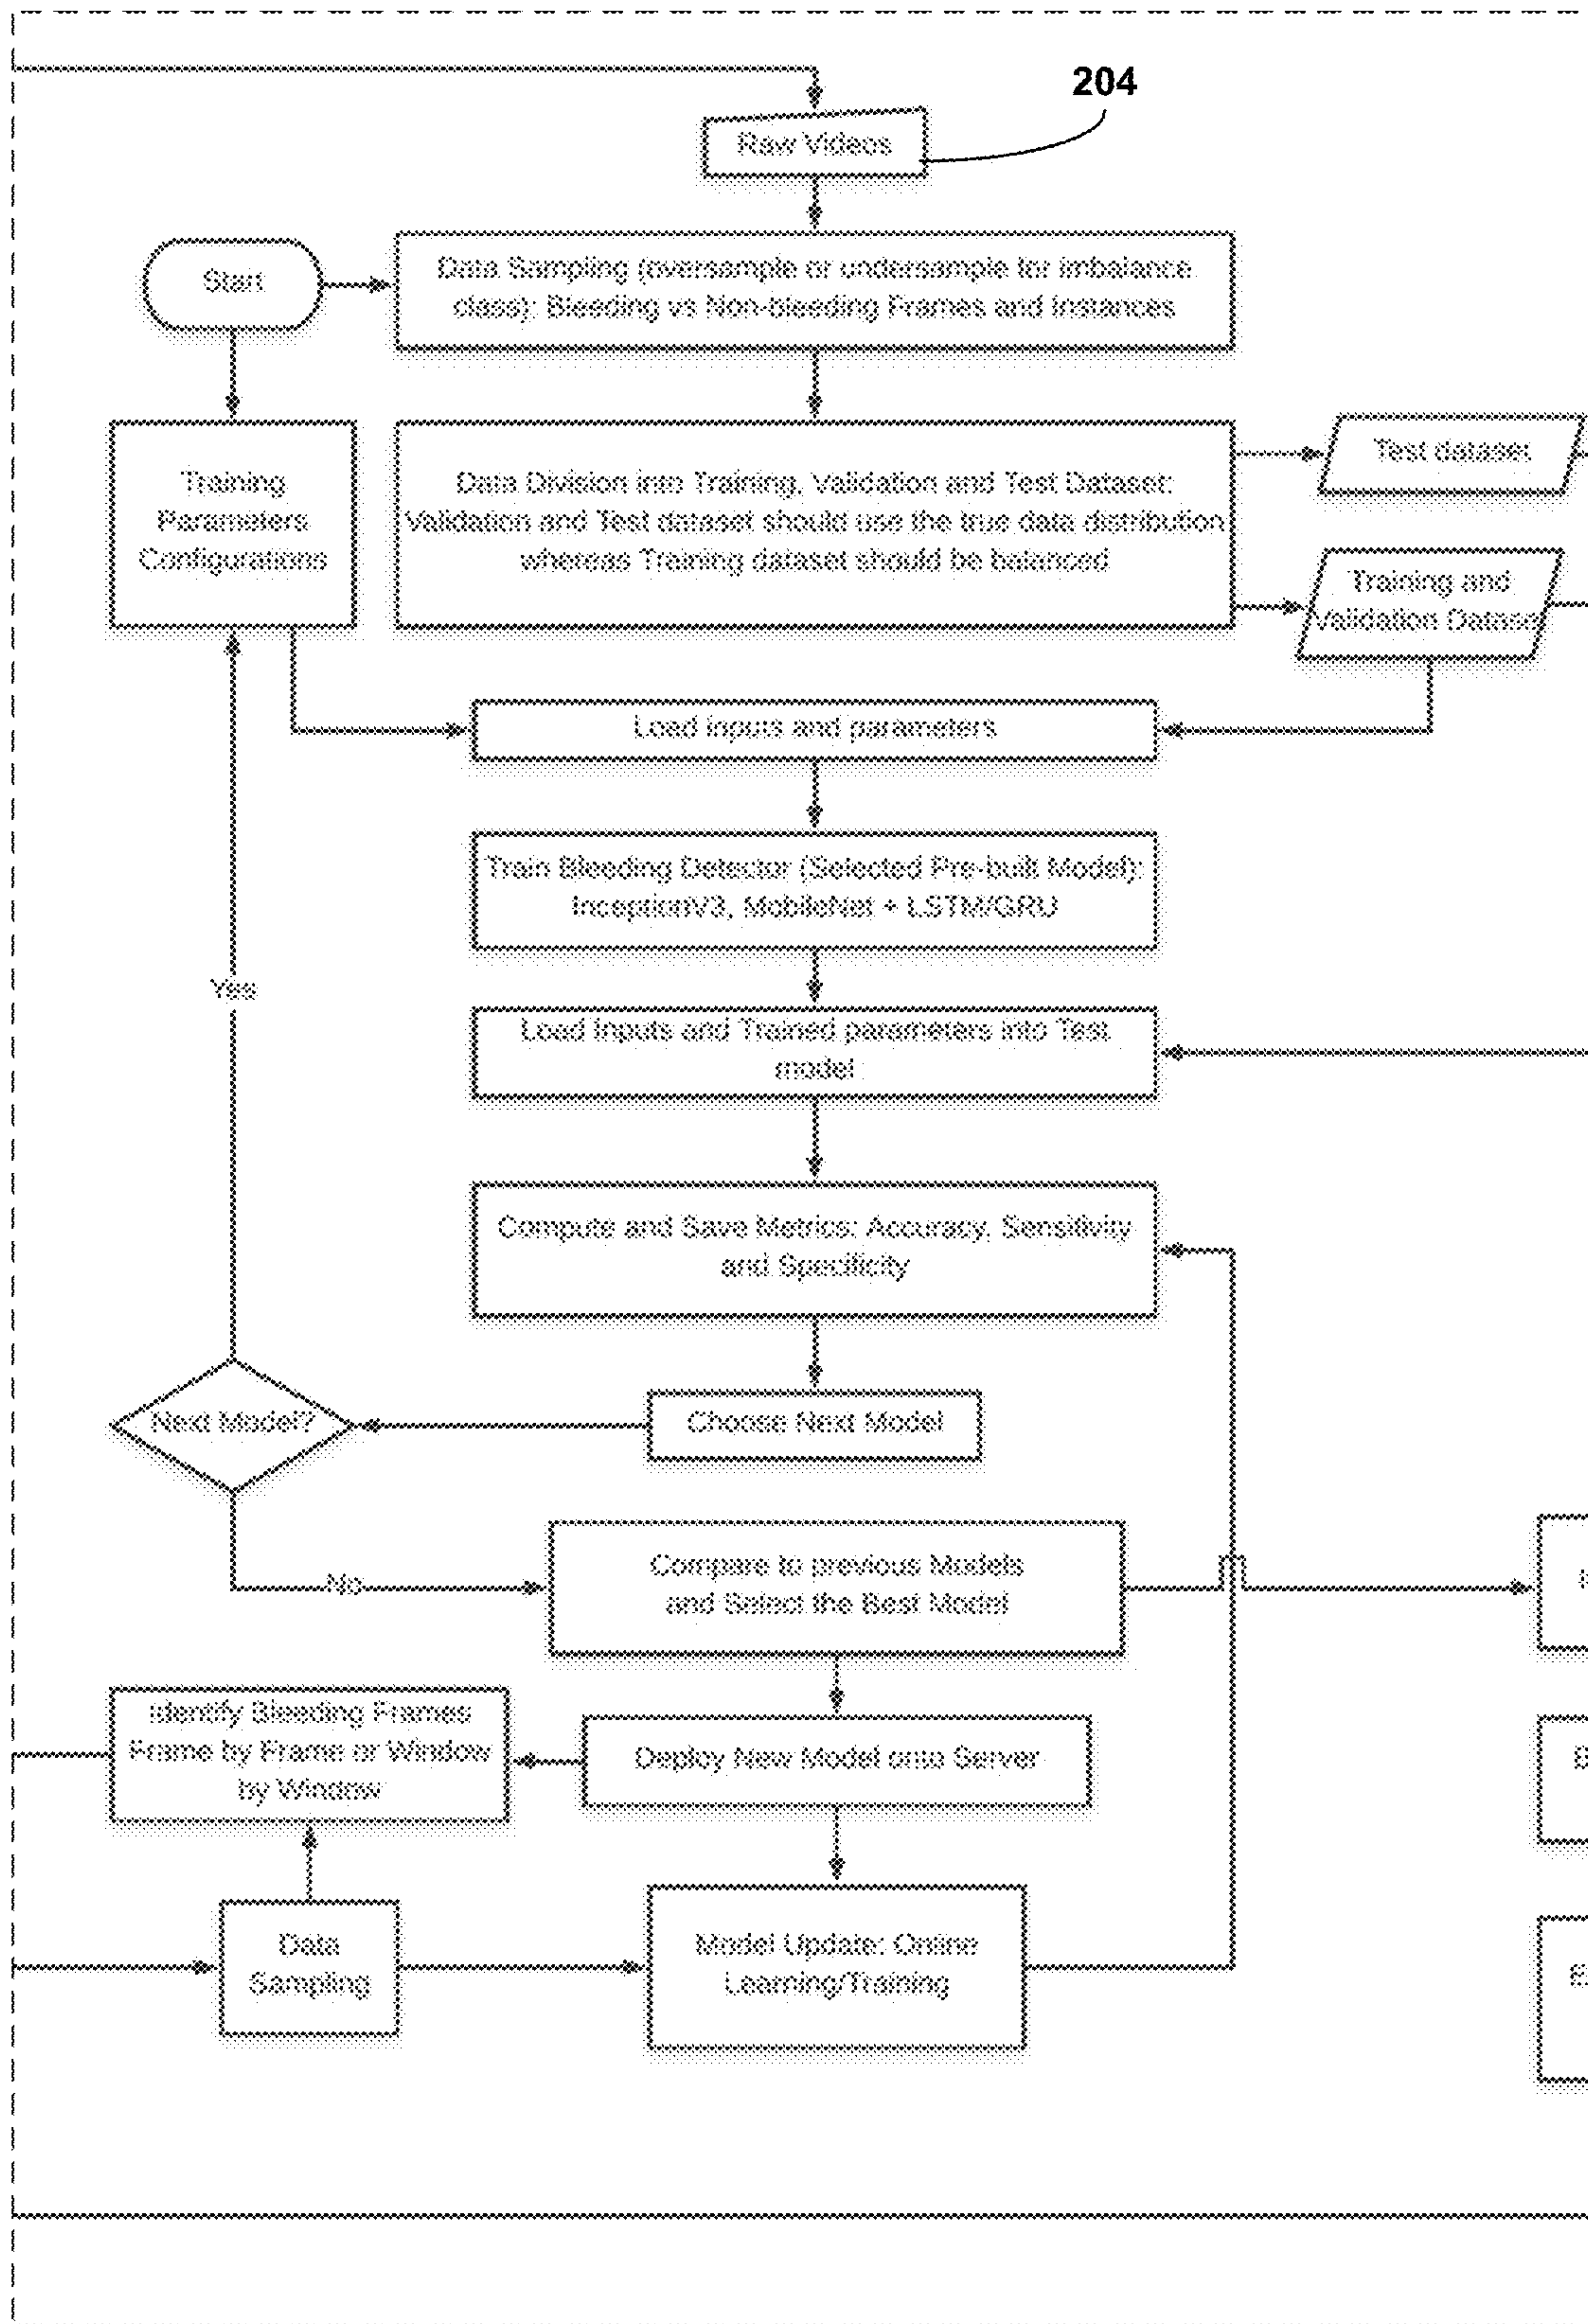 204
Raw Videos
Start
Data Sampling (oversample or undersample for imbalance
class): Bleeding vs Non-bleeding Frames and Instances
Training
Parameters
Configurations
Data Division into Training, Validation and Test Dataset:
Validation and Test dataset should use the true data distribution
whereas Training dataset should be balanced
Test dataset
Training and
Validation Datase
Load inputs and parameters
Train Bleeding Detector (Selected Pre-built Model):
InceptionV3, MobileNet + LSTM/GRU
Yes
Load Inputs and Trained parameters into Test
model
Compute and Save Metrics: Accuracy, Sensitivity
and Specificity
Next Model?
Choose Next Model
No
Compare to previous Models
and Select the Best Model
Identify Bleeding Frames
Frame by Frame or Window
by Window
Deploy New Model onto Server
Data
Sampling
Model Update: Online
Learning/Training